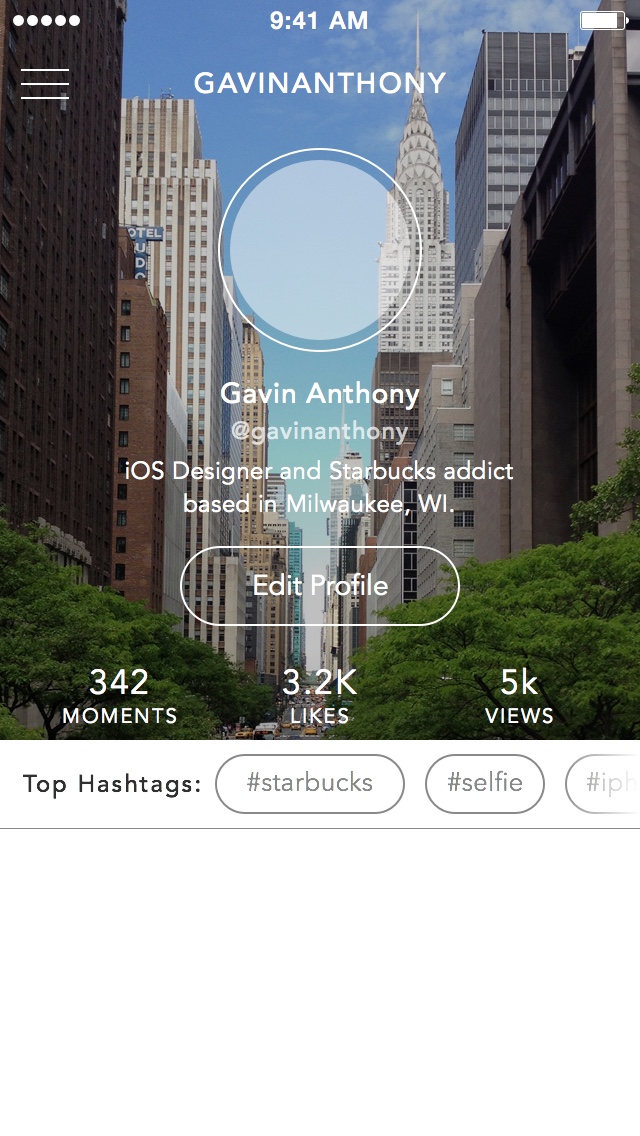 9:41 AM
GAVINANTHONY
OTEL
Gavin Anthony
@gavinanthony
iOS Designer and Starbucks addict
based in Milwaukee, WI.
Edit Profile
342
3.2K
5k
MOMENTS
LIKES
VIEWS
Top Hashtags:
#starbucks
#selfie
#iph